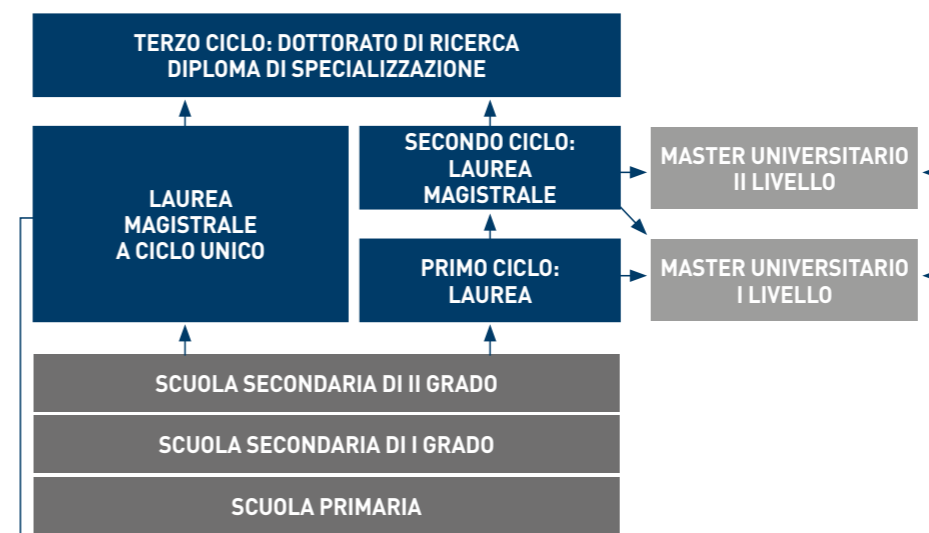 TERZO CICLO: DOTTORATO DI RICERCA
DIPLOMA DI SPECIALIZZAZIONE
LAUREA
MAGISTRALE
A CICLO UNICO
SECONDO CICLO:
LAUREA
MAGISTRALE
MASTER UNIVERSITARIO
II LIVELLO
PRIMO CICLO:
LAUREA
MASTER UNIVERSITARIO
I LIVELLO
SCUOLA SECONDARIA DI II GRADO
SCUOLA SECONDARIA DI I GRADO
SCUOLA PRIMARIA